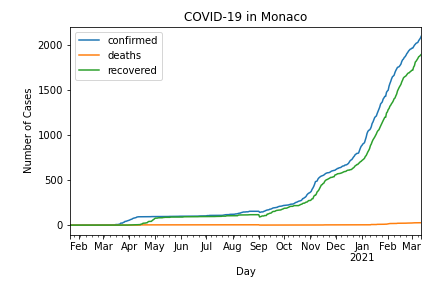 COVID-19 in Monaco
confirmed
deaths
recovered
Number of Cases
2000
1500
1000
500
0
Feb Mar Apr May Jun Jul Aug Sep Oct Nov Dec Jan Feb Mar
2021
Day